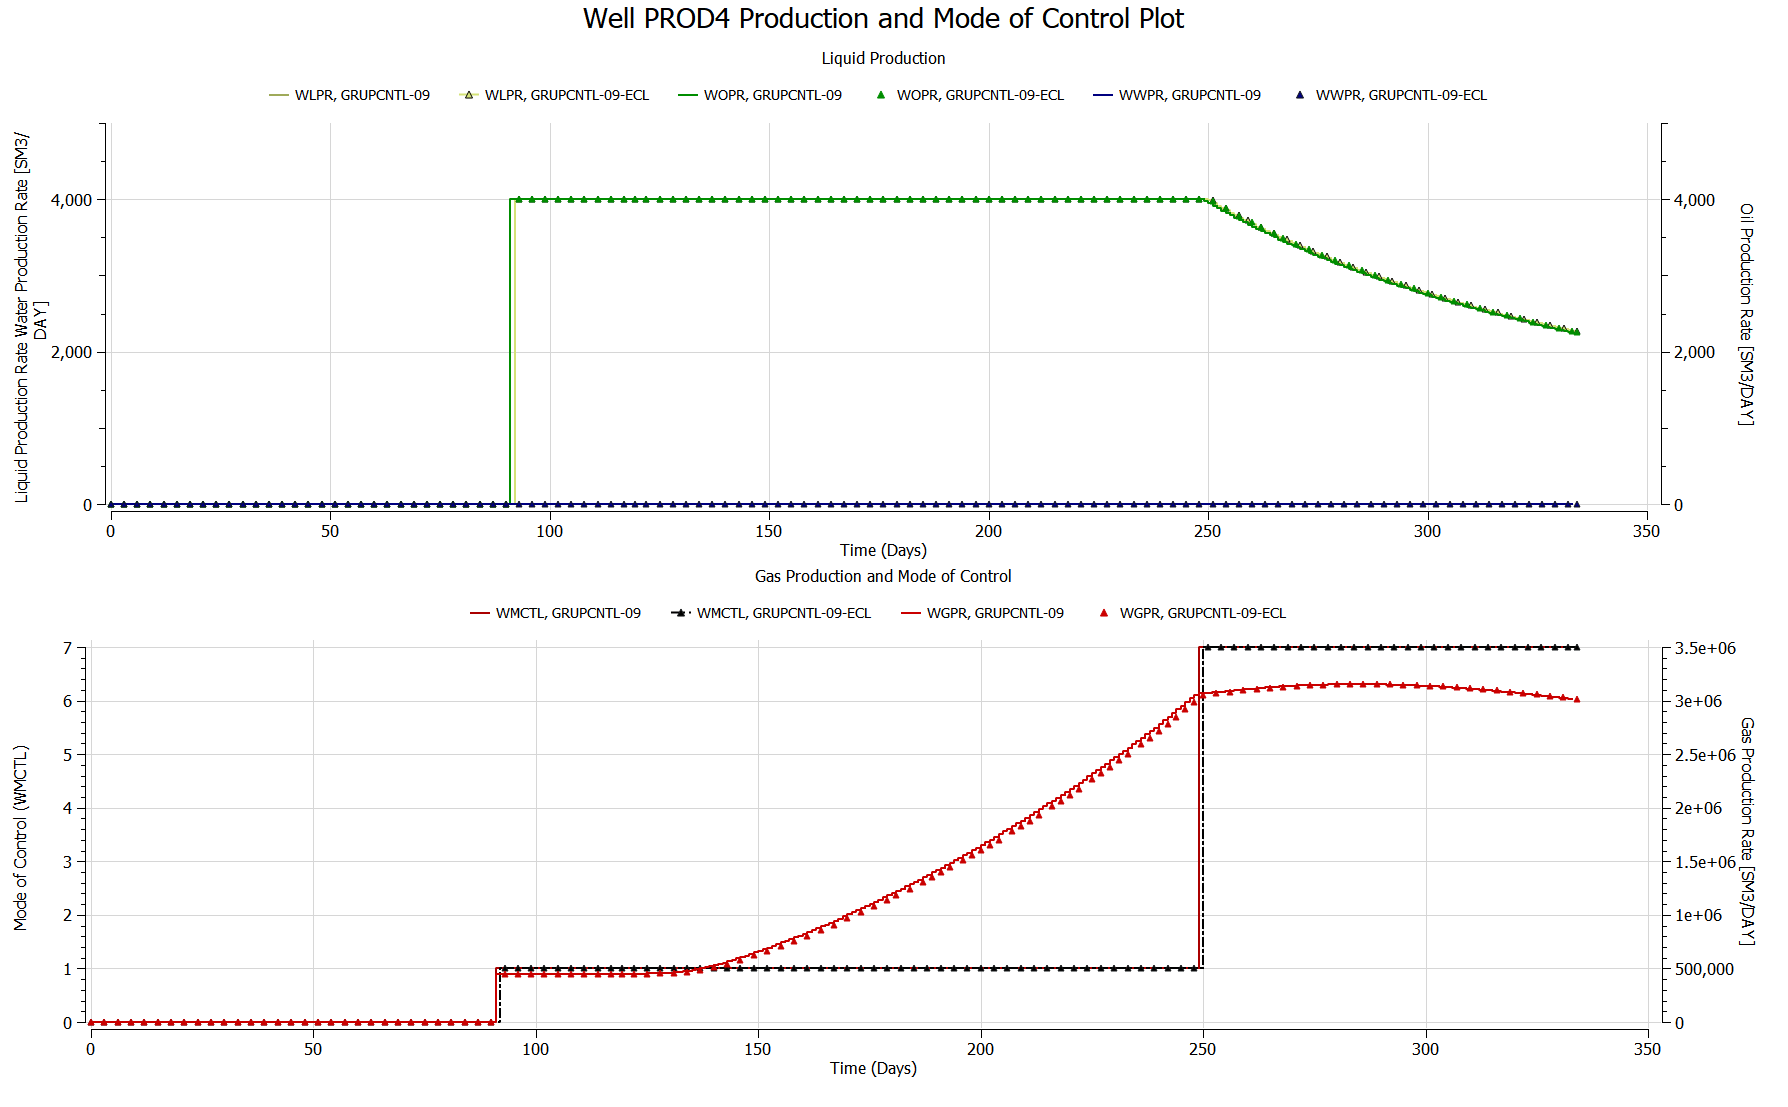 Well PROD4 Production and Mode of Control Plot
Liquid Production
WLPR, GRUPCNTL-09 WLPR, GRUPCNTL-09-ECL WOPR, GRUPCNTL-09 WOPR, GRUPCNTL-09-ECL WWPR, GRUPCNTL-09 WWPR, GRUPCNTL-09-ECL
Liquid Production Rate Water Production Rate [SM3/
DAY]
4,000
2,000
0
4,000
2,000
0
Oil Production Rate [SM3/DAY]
0 50 100 150 200 250 300 350
Time (Days)
Gas Production and Mode of Control
WMCTL, GRUPCNTL-09 WMCTL, GRUPCNTL-09-ECL WGPR, GRUPCNTL-09 WGPR, GRUPCNTL-09-ECL
Mode of Control (WMCTL)
7
6
5
4
3
2
1
0
3.5e+06
3e+06
2.5e+06
2e+06
1.5e+06
1e+06
500,000
0
Gas Production Rate [SM3/DAY]
0 50 100 150 200 250 300 350
Time (Days)